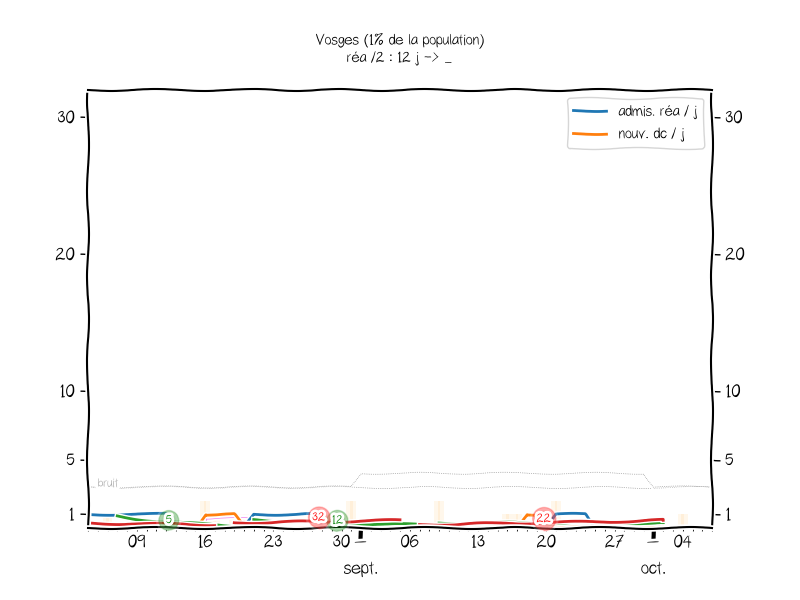 Vosges (1% de la population)
réa /2 : 12 j -> _
admis. réa / j
nouv. dc / j
30 30
20 20
10 10
5 5
bruit
1 1
5 32 12 22
09 16 23 30 06 13 20 27 04
sept. oct.